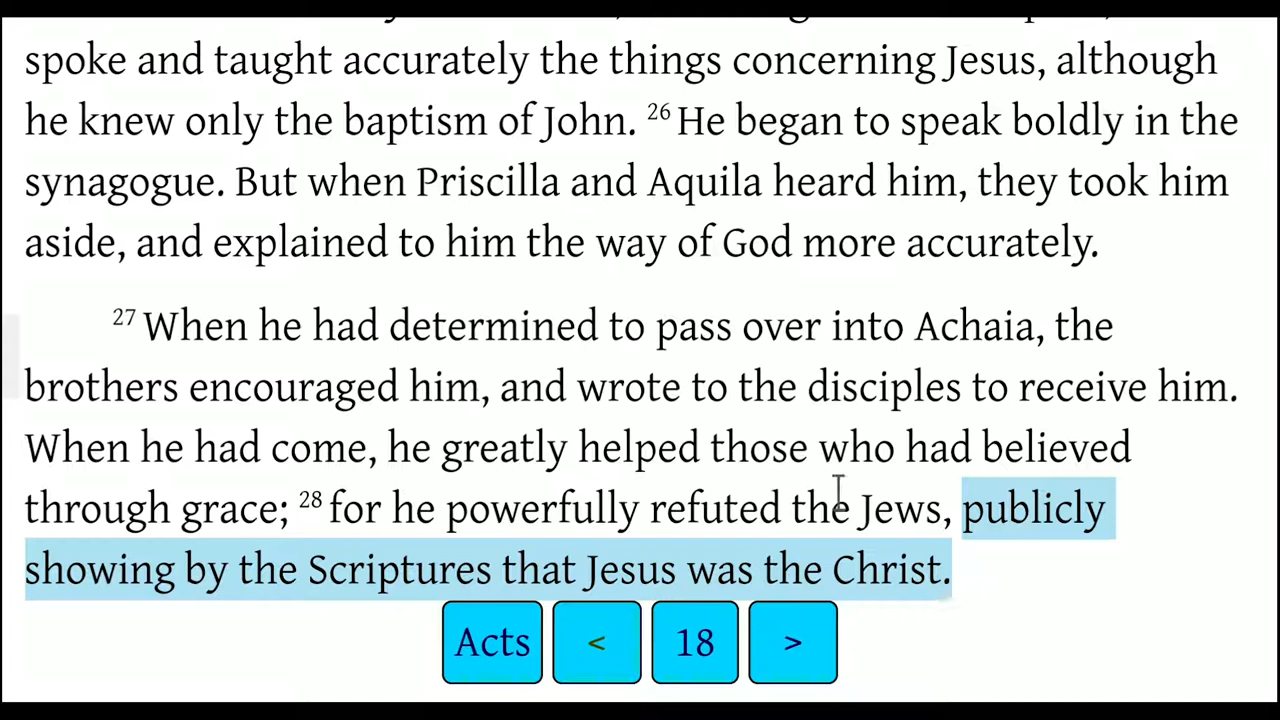 spoke and taught accurately the things concerning Jesus, although
he knew only the baptism of John. 26 He began to speak boldly in the
synagogue. But when Priscilla and Aquila heard him, they took him
aside, and explained to him the way of God more accurately.
27 When he had determined to pass over into Achaia, the
brothers encouraged him, and wrote to the disciples to receive him.
When he had come, he greatly helped those who had believed
through grace; 28 for he powerfully refuted the Jews, publicly
showing by the Scriptures that Jesus was the Christ.
Acts < 18 >